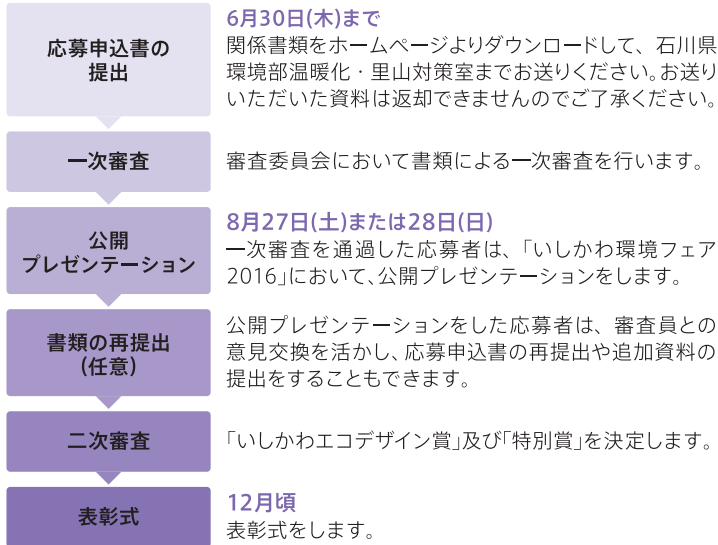 応募申込書の
提出
6月30日(木)まで
関係書類をホームページよりダウンロードして、石川県
環境部温暖化・里山対策室までお送りください。お送り
いただいた資料は返却できませんのでご了承ください。
一次審査
審査委員会において書類による一次審査を行います。
公開
プレゼンテーション
8月27日(土)または28日(日)
一次審査を通過した応募者は、「いしかわ環境フェア
2016」において、公開プレゼンテーションをします。
書類の再提出
(任意)
公開プレゼンテーションをした応募者は、審査員との
意見交換を活かし、応募申込書の再提出や追加資料の
提出をすることもできます。
二次審査
「いしかわエコデザイン賞」及び「特別賞」を決定します。
表彰式
12月頃
表彰式をします。